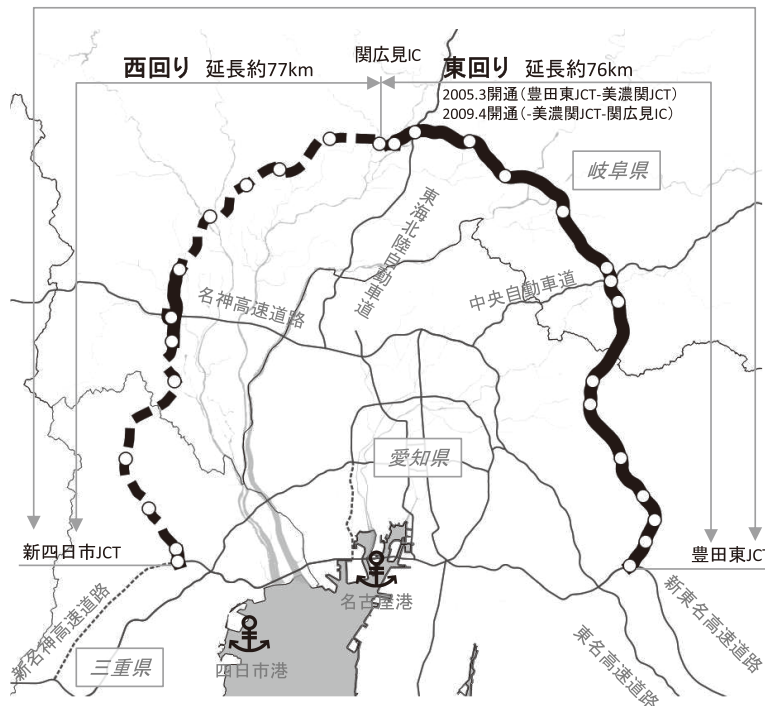 関広見IC
西回り 延長約77km
東回り 延長約76km
2005.3開通(豊田東JCT-美濃関JCT)
2009.4開通(-美濃関JCT-関広見IC)
岐阜県
東海北陸自動車道
名神高速道路
中央自動車道
愛知県
新四日市JCT
豊田東JCT
名古屋港
四日市港
新名神高速道路
三重県
新東名高速道路
東名高速道路